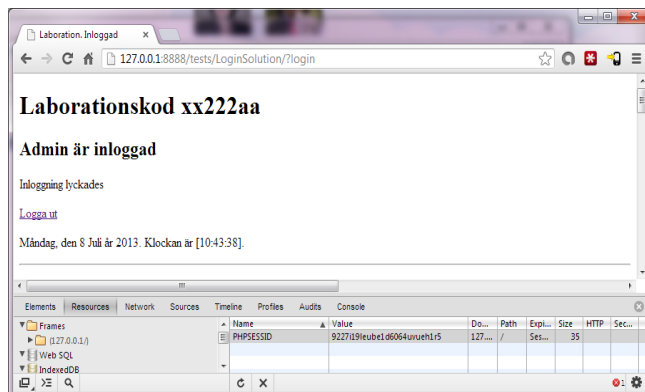 Laboration. Inloggad
127.0.0.1:8888/tests/LoginSolution/?login
Laborationskod xx222aa
Admin är inloggad
Inloggning lyckades
Logga ut
Måndag, den 8 Juli år 2013. Klockan är [10:43:38].
Elements Resources Network Sources Timeline Profiles Audits Console
Frames
(127.0.0.1/)
Web SQL
IndexedDB
Name Value Do... Path Expi... Size HTTP Sec...
PHPSESSID 9227i19leube1d6064uvueh1r5 127.... / Ses... 35
1